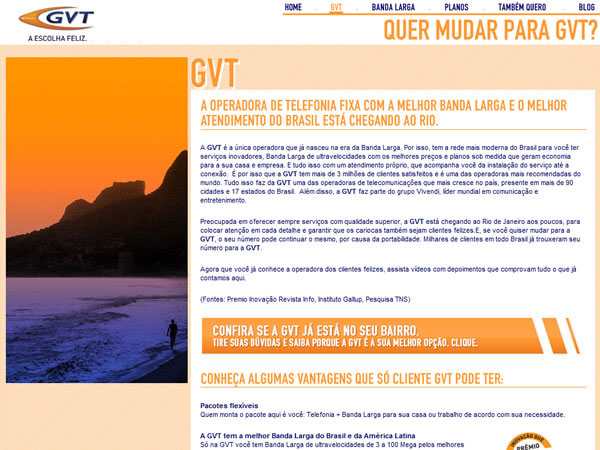 GVT
A ESCOLHA FELIZ.
HOME . GVT . BANDA LARGA . PLANOS . TAMBÉM QUERO . BLOG
QUER MUDAR PARA GVT?
GVT
A OPERADORA DE TELEFONIA FIXA COM A MELHOR BANDA LARGA E O MELHOR
ATENDIMENTO DO BRASIL ESTÁ CHEGANDO AO RIO.
A GVT é a única operadora que já nasceu na era da Banda Larga. Por isso, tem a rede mais moderna do Brasil para você ter
serviços inovadores, Banda Larga de ultravelocidades com os melhores preços e planos sob medida que geram economia
para a sua casa e empresa. E tudo isso com um atendimento próprio, que acompanha você da instalação do serviço até a
conexão. É por isso que a GVT tem mais de 3 milhões de clientes satisfeitos e é uma das operadoras mais recomendadas do
mundo. Tudo isso faz da GVT uma das operadoras de telecomunicações que mais cresce no país, presente em mais de 90
cidades e 17 estados do Brasil. Além disso, a GVT faz parte do grupo Vivendi, líder mundial em comunicação e
entretenimento.
Preocupada em oferecer sempre serviços com qualidade superior, a GVT está chegando ao Rio de Janeiro aos poucos, para
colocar atenção em cada detalhe e garantir que os cariocas também sejam clientes felizes.E, se você quiser mudar para a
GVT, o seu número pode continuar o mesmo, por causa da portabilidade. Milhares de clientes em todo Brasil já trouxeram seu
número para a GVT.
Agora que você já conhece a operadora dos clientes felizes, assista vídeos com depoimentos que comprovam tudo o que já
contamos aqui.
(Fontes: Premio Inovação Revista Info, Instituto Gallup, Pesquisa TNS)
CONFIRA SE A GVT JÁ ESTÁ NO SEU BAIRRO.
TIRE SUAS DÚVIDAS E SAIBA PORQUE A GVT É A SUA MELHOR OPÇÃO. CLIQUE.
CONHEÇA ALGUMAS VANTAGENS QUE SÓ CLIENTE GVT PODE TER:
Pacotes flexíveis
Quem monta o pacote aqui é você: Telefonia + Banda Larga para sua casa ou trabalho de acordo com sua necessidade.
A GVT tem a melhor Banda Larga do Brasil e da América Latina
Só na GVT você tem Banda Larga de ultravelocidades de 3 a 100 Mega pelos melhores
INOVAÇÃO QUE
PRÊMIO